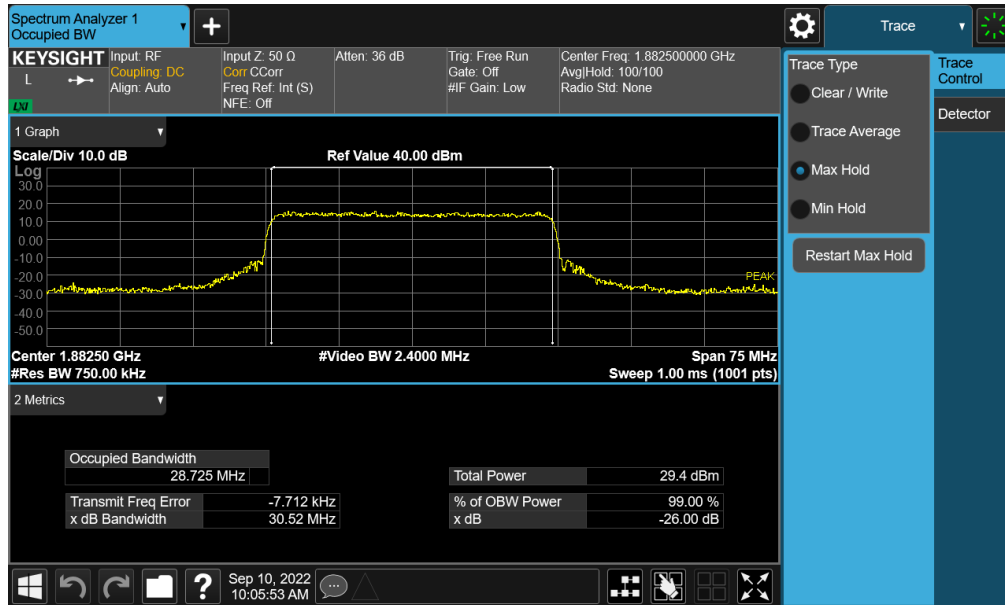 Spectrum Analyzer 1
Occupied BW
+
Trace
KEYSIGHT
L
LXI
Input: RF
Coupling: DC
Align: Auto
Input Z: 50 Ω
Corr CCorr
Freq Ref: Int (S)
NFE: Off
Atten: 36 dB
Trig: Free Run
Gate: Off
#IF Gain: Low
Center Freq: 1.882500000 GHz
Avg|Hold: 100/100
Radio Std: None
Trace Type
Clear / Write
Trace Average
Max Hold
Min Hold
Restart Max Hold
Trace
Control
Detector
1 Graph
Scale/Div 10.0 dB
Ref Value 40.00 dBm
Log
30.0
20.0
10.0
0.00
-10.0
-20.0
-30.0
-40.0
-50.0
PEAK
Center 1.88250 GHz
#Video BW 2.4000 MHz
Span 75 MHz
#Res BW 750.00 kHz
Sweep 1.00 ms (1001 pts)
2 Metrics
Occupied Bandwidth
28.725 MHz
Total Power 29.4 dBm
Transmit Freq Error -7.712 kHz
% of OBW Power 99.00 %
x dB Bandwidth 30.52 MHz
x dB -26.00 dB
?
Sep 10, 2022
10:05:53 AM